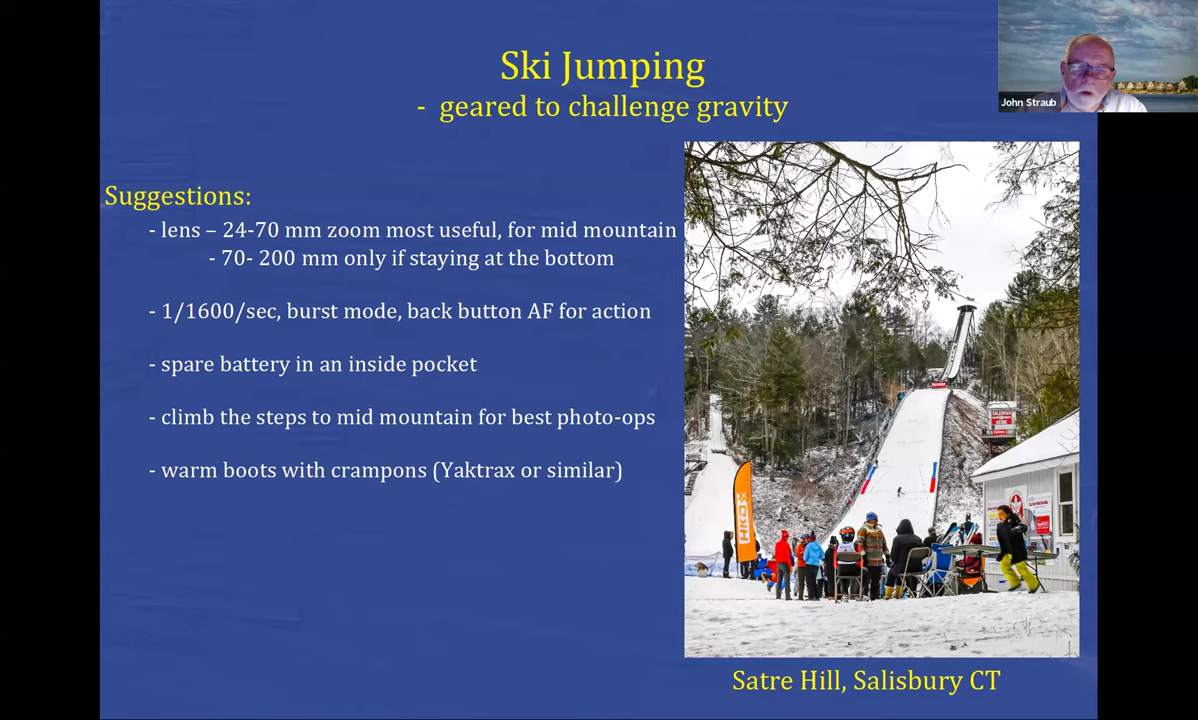 Ski Jumping
- geared to challenge gravity
John Straub
Suggestions:
- lens – 24-70 mm zoom most useful, for mid mountain
- 70- 200 mm only if staying at the bottom
- 1/1600/sec, burst mode, back button AF for action
- spare battery in an inside pocket
- climb the steps to mid mountain for best photo-ops
- warm boots with crampons (Yaktrax or similar)
HKD
Satre Hill, Salisbury CT